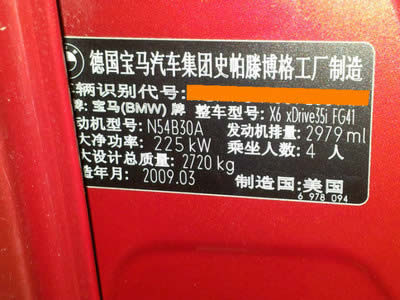 德国宝马汽车集团史帕滕博格工厂制造
辆识别代号:
牌:宝马(BMW)牌 整车型号: X6 xDrive35i FG41
动机型号: N54B30A 发动机排量: 2979 ml
大净功率: 225 kW 乘坐人数: 4 人
大设计总质量: 2720 kg
造年月: 2009.03 制造国: 美国
6 978 094